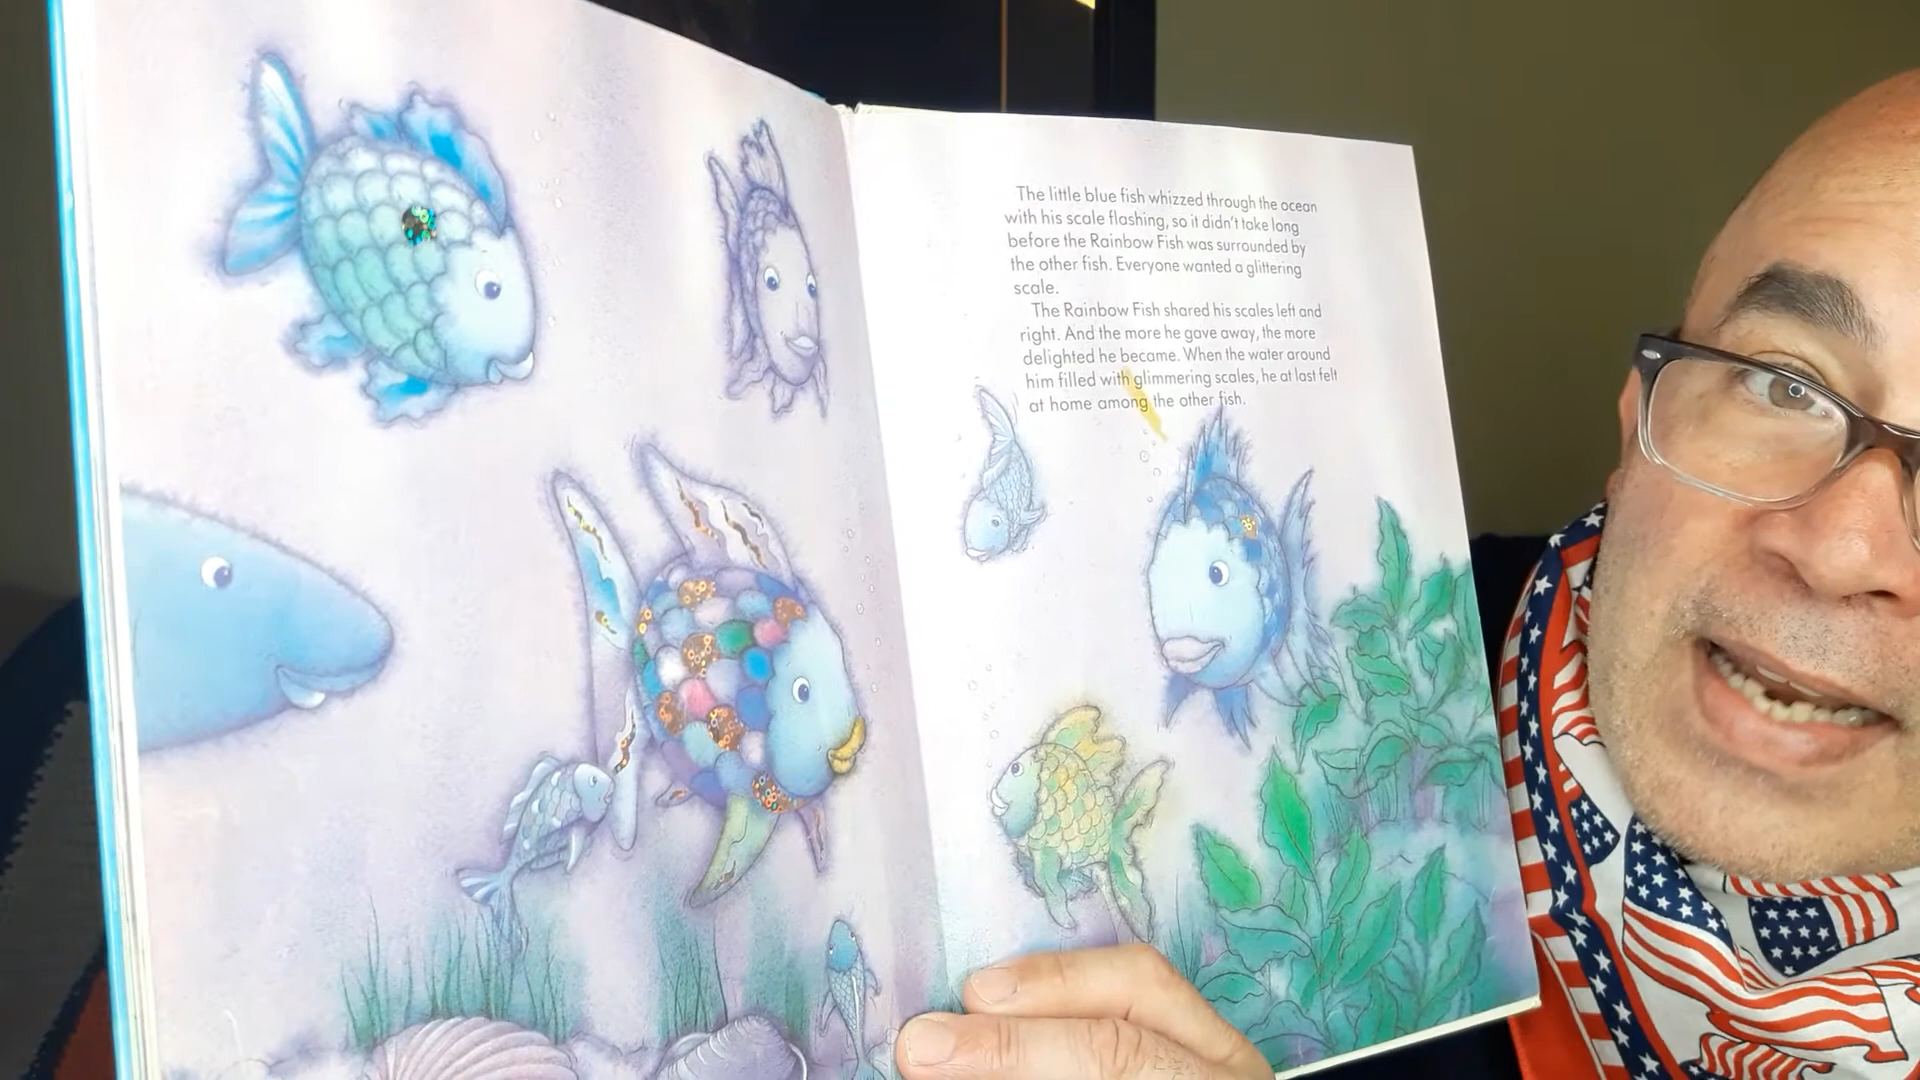 The little blue fish whizzed through the ocean
with his scale flashing, so it didn't take long
before the Rainbow Fish was surrounded by
the other fish. Everyone wanted a glittering
scale.
The Rainbow Fish shared his scales left and
right. And the more he gave away, the more
delighted he became. When the water around
him filled with glimmering scales, he at last felt
at home among the other fish.